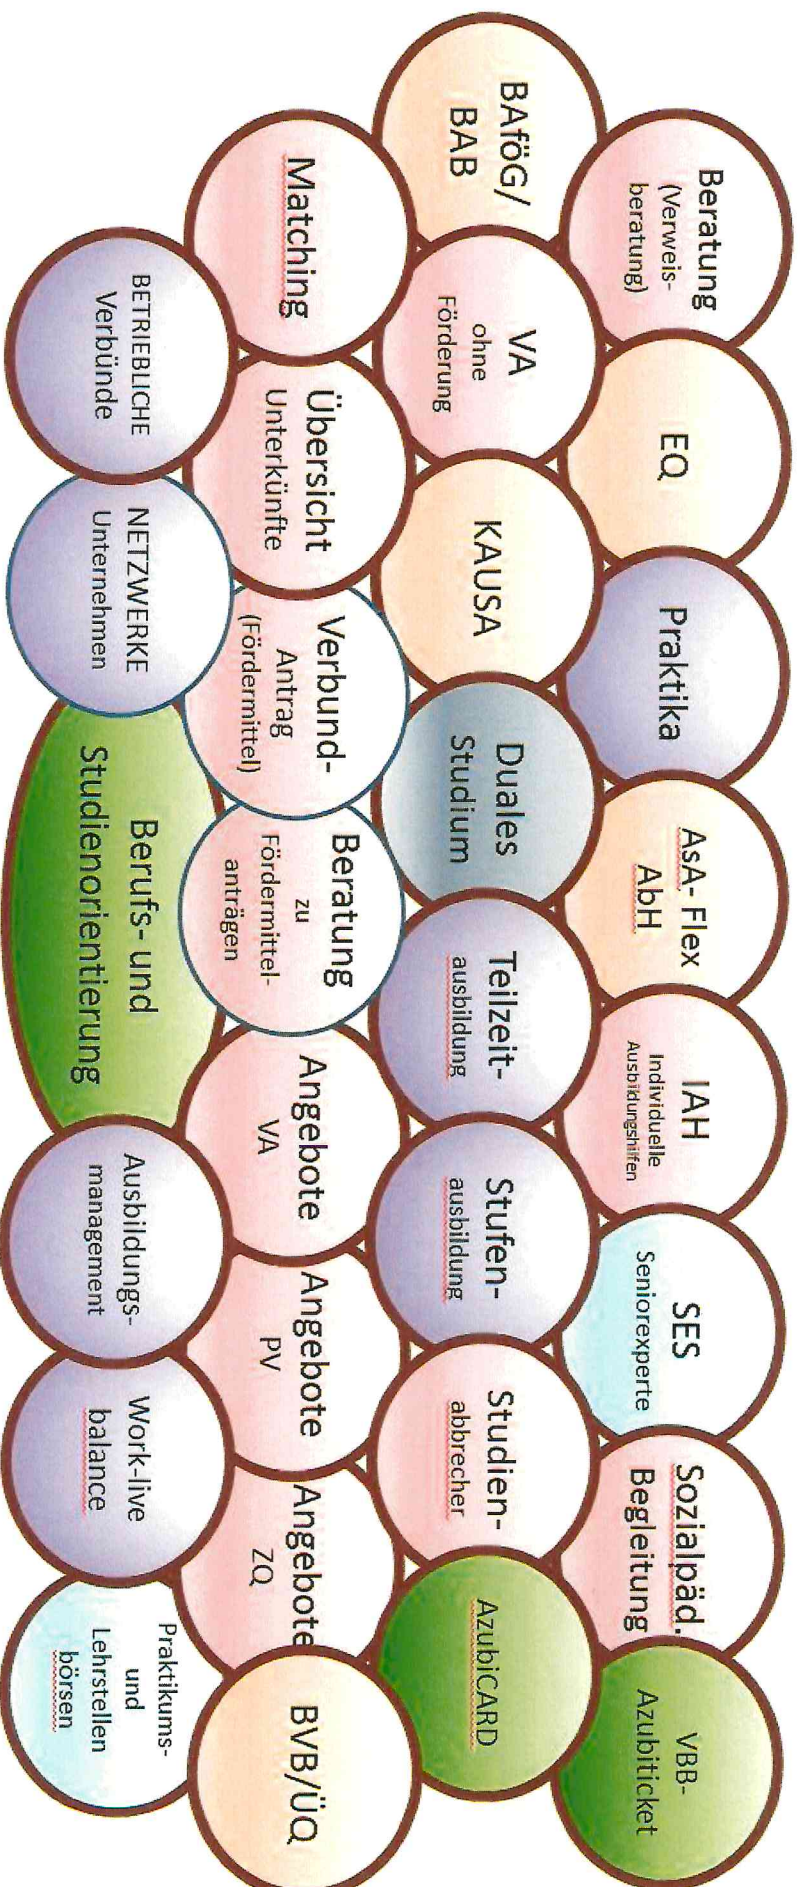 Beratung
(Verweis-
beratung)
EQ
Praktika
AsA- Flex
AbH
IAH
Individuelle
Ausbildungshilfen
SES
Seniorexperte
Sozialpäd.
Begleitung
VBB-
Azubiticket
BAföG/
BAB
VA
ohne
Förderung
KAUSA
Duales
Studium
Teilzeit-
ausbildung
Stufen-
ausbildung
Studien-
abbrecher
AzubiCARD
Matching
Übersicht
Unterkünfte
Verbund-
Antrag
(Fördermittel)
Beratung
zu
Fördermittel-
anträgen
Angebote
VA
Angebote
PV
Angebote
ZQ
BVB/ÜQ
BETRIEBLICHE
Verbünde
NETZWERKE
Unternehmen
Berufs- und
Studienorientierung
Ausbildungs-
management
Work-live
balance
Praktikums-
und
Lehrstellen
börsen